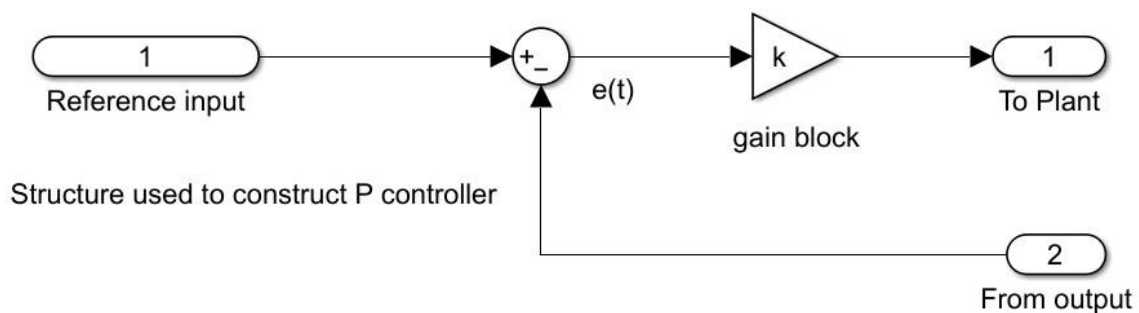 1
Reference input
+
−
e(t)
k
gain block
1
To Plant
Structure used to construct P controller
2
From output